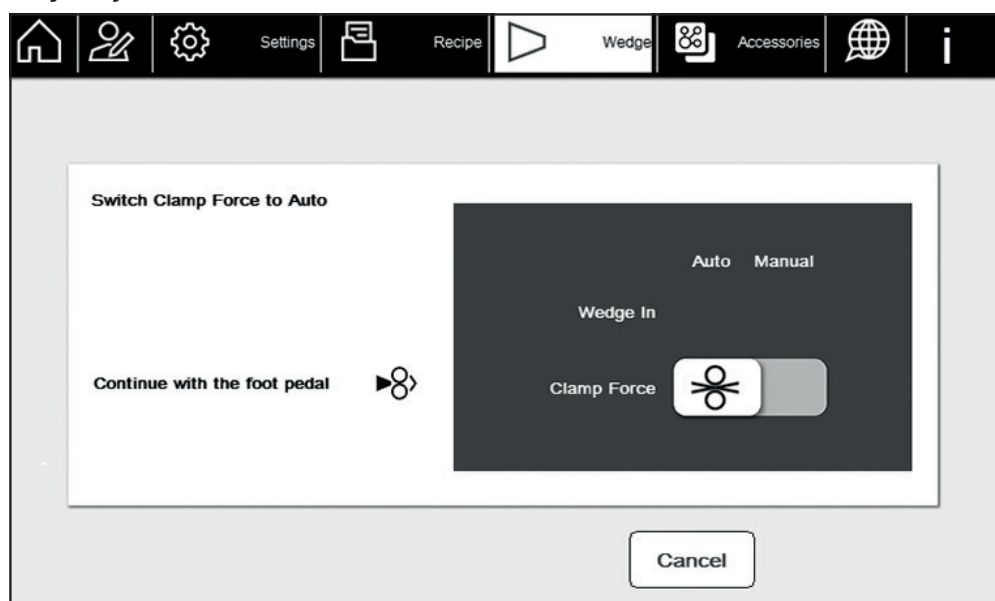 Settings Recipe Wedge Accessories i
Switch Clamp Force to Auto
Auto Manual
Wedge In
Continue with the foot pedal
Clamp Force
Cancel